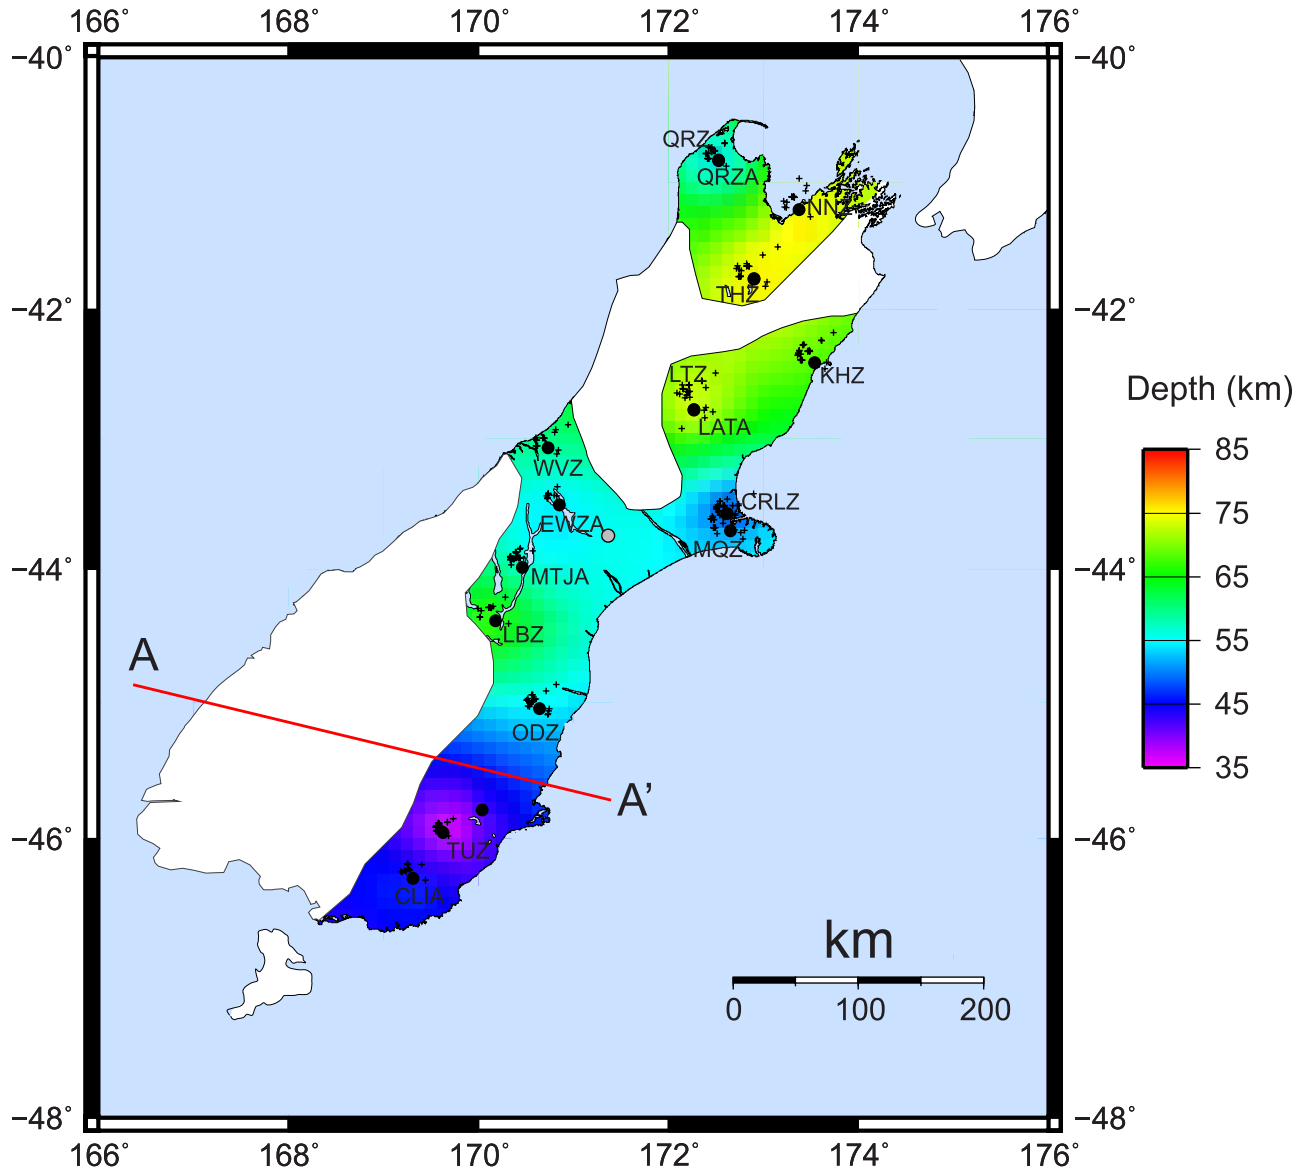 166° 168° 170° 172° 174° 176°
−40° −40°
QRZ
QRZA
NNZ
THZ
−42° −42°
KHZ
LTZ
LATA
Depth (km)
WVZ
85
CRLZ
EWZA
75
MQZ
−44° −44°
MTJA
65
LBZ
55
A
45
ODZ
35
A’
−46° −46°
TUZ
CLIA
km
0 100 200
−48° −48°
166° 168° 170° 172° 174° 176°